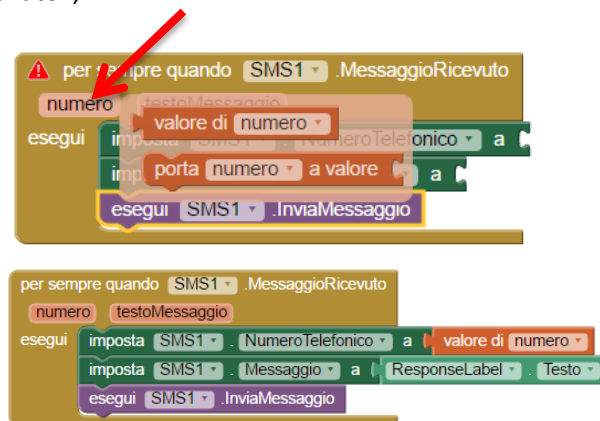 per sempre quando SMS1 .MessaggioRicevuto
numero testoMessaggio
valore di numero
esegui imposta SMS1 . NumeroTelefonico a
porta numero a valore
a
esegui SMS1 .InviaMessaggio
per sempre quando SMS1 .MessaggioRicevuto
numero testoMessaggio
esegui imposta SMS1 . NumeroTelefonico a valore di numero
imposta SMS1 . Messaggio a ResponseLabel . Testo
esegui SMS1 .InviaMessaggio